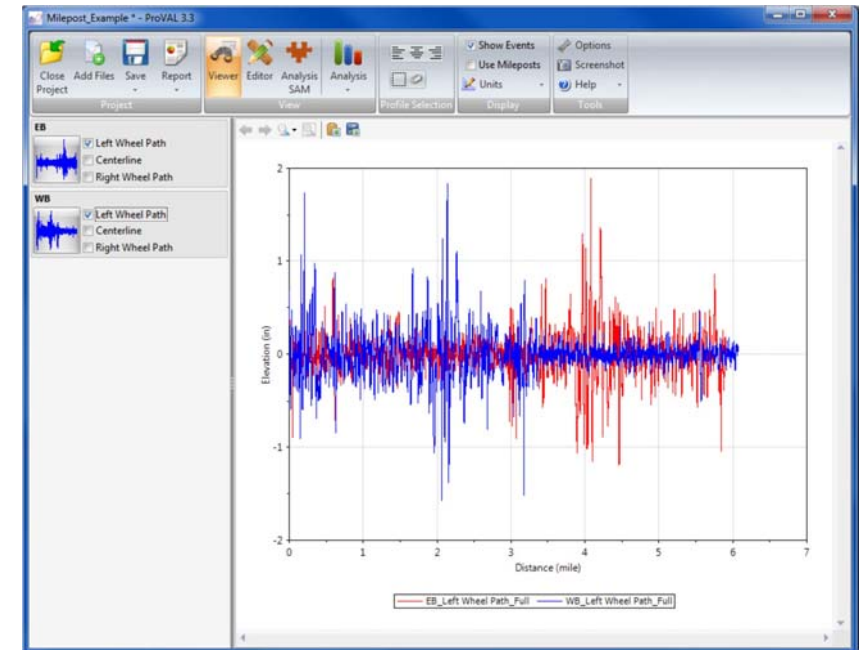 Milepost_Example * - ProVAL 3.3
Close Project
Add Files
Save
Report
Viewer
Editor
Analysis SAM
Analysis
Show Events
Use Mileposts
Units
Options
Screenshot
Help
Project
View
Profile Selection
Display
Tools
EB
Left Wheel Path
Centerline
Right Wheel Path
WB
Left Wheel Path
Centerline
Right Wheel Path
2
1
0
-1
-2
Elevation (in)
0 1 2 3 4 5 6 7
Distance (mile)
EB_Left Wheel Path_Full WB_Left Wheel Path_Full